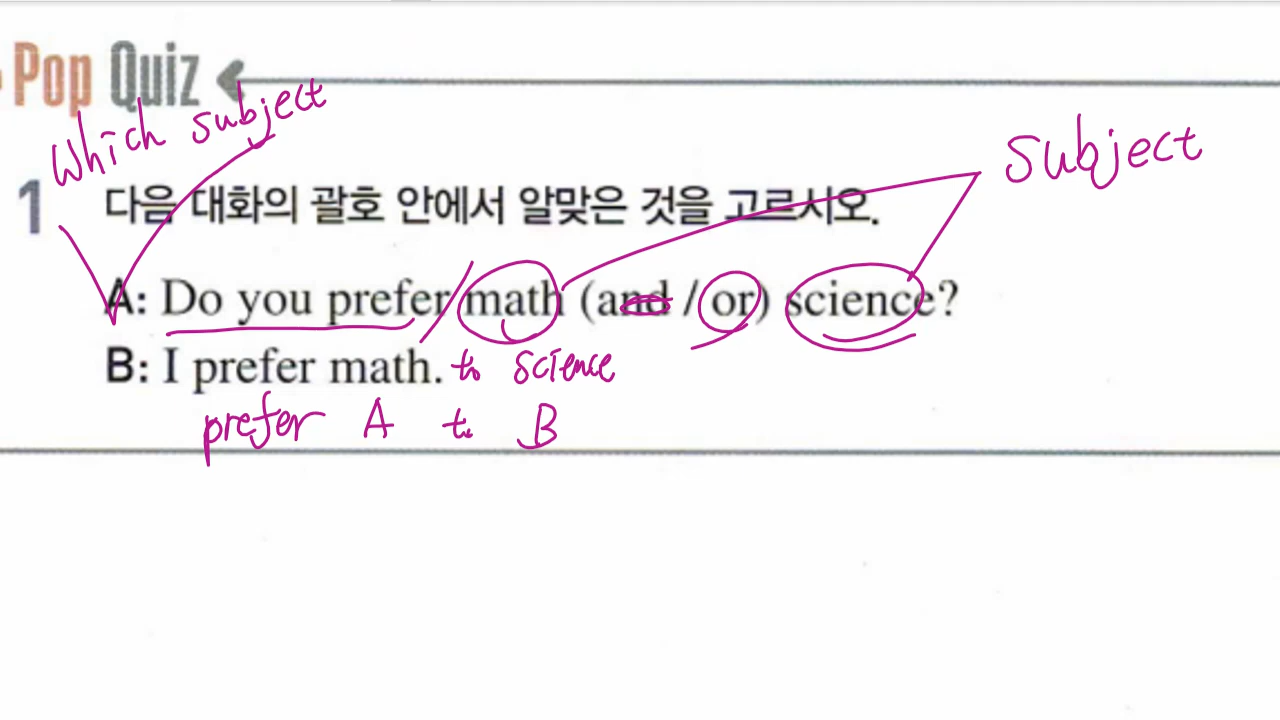 Pop Quiz
Which subject
subject
1 다음 대화의 괄호 안에서 알맞은 것을 고르시오.
A: Do you prefer / math (and / or) science?
B: I prefer math. to science
prefer A to B